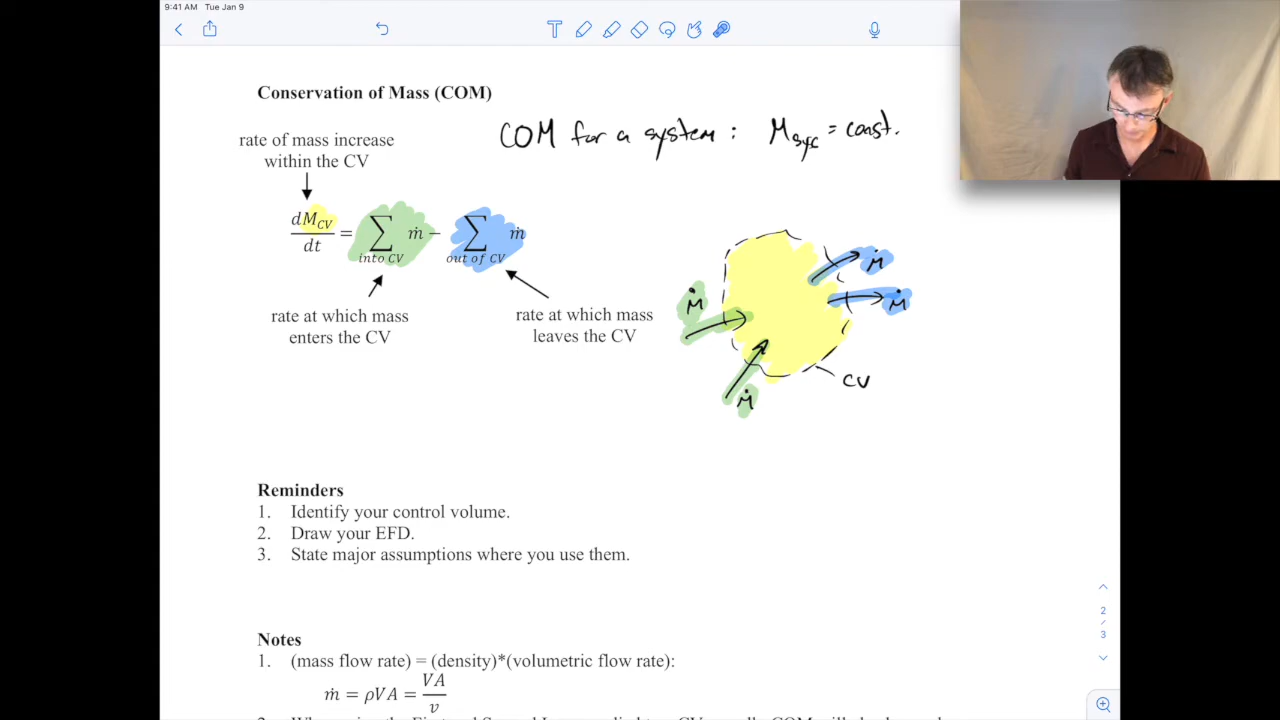 9:41 AM Tue Jan 9
Conservation of Mass (COM)
COM for a system : Msys = const.
rate of mass increase
within the CV
dM_CV/dt = ∑ into CV ṁ − ∑ out of CV ṁ
rate at which mass
enters the CV
rate at which mass
leaves the CV
ṁ
ṁ
ṁ
ṁ
CV
Reminders
1. Identify your control volume.
2. Draw your EFD.
3. State major assumptions where you use them.
2
/
3
Notes
1. (mass flow rate) = (density)*(volumetric flow rate):
ṁ = ρVA = VA/v